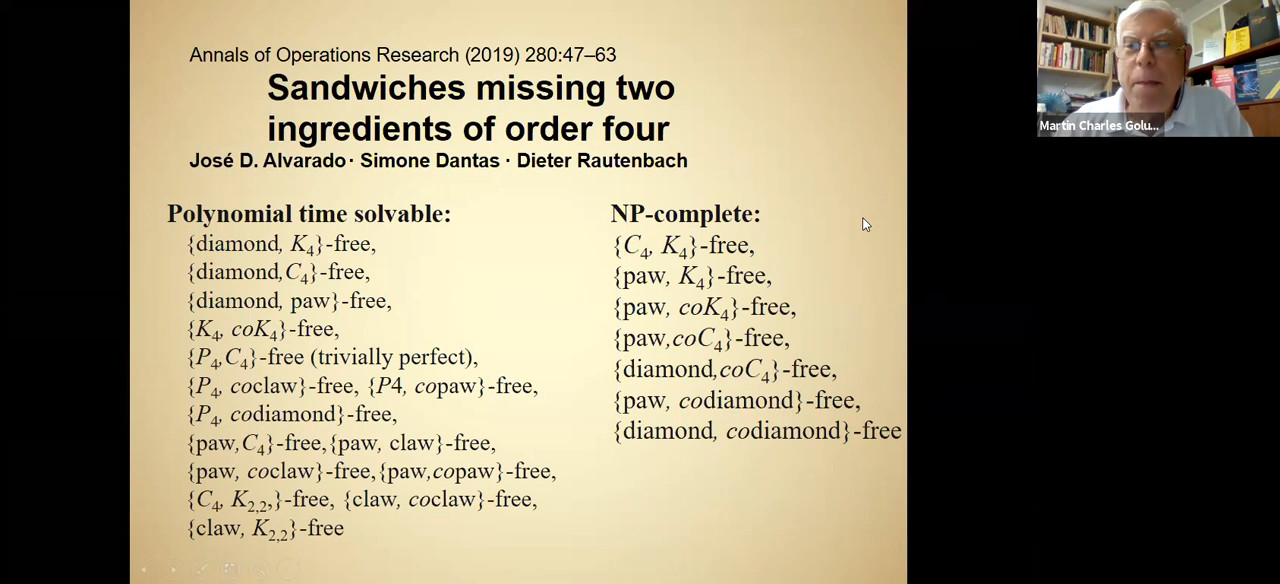 Annals of Operations Research (2019) 280:47–63
Sandwiches missing two
ingredients of order four
José D. Alvarado · Simone Dantas · Dieter Rautenbach
Polynomial time solvable:
{diamond, K₄}-free,
{diamond,C₄}-free,
{diamond, paw}-free,
{K₄, coK₄}-free,
{P₄,C₄}-free (trivially perfect),
{P₄, coclaw}-free, {P4, copaw}-free,
{P₄, codiamond}-free,
{paw,C₄}-free,{paw, claw}-free,
{paw, coclaw}-free,{paw,copaw}-free,
{C₄, K₂,₂,}-free, {claw, coclaw}-free,
{claw, K₂,₂}-free
NP-complete:
{C₄, K₄}-free,
{paw, K₄}-free,
{paw, coK₄}-free,
{paw,coC₄}-free,
{diamond,coC₄}-free,
{paw, codiamond}-free,
{diamond, codiamond}-free
Martin Charles Golu...